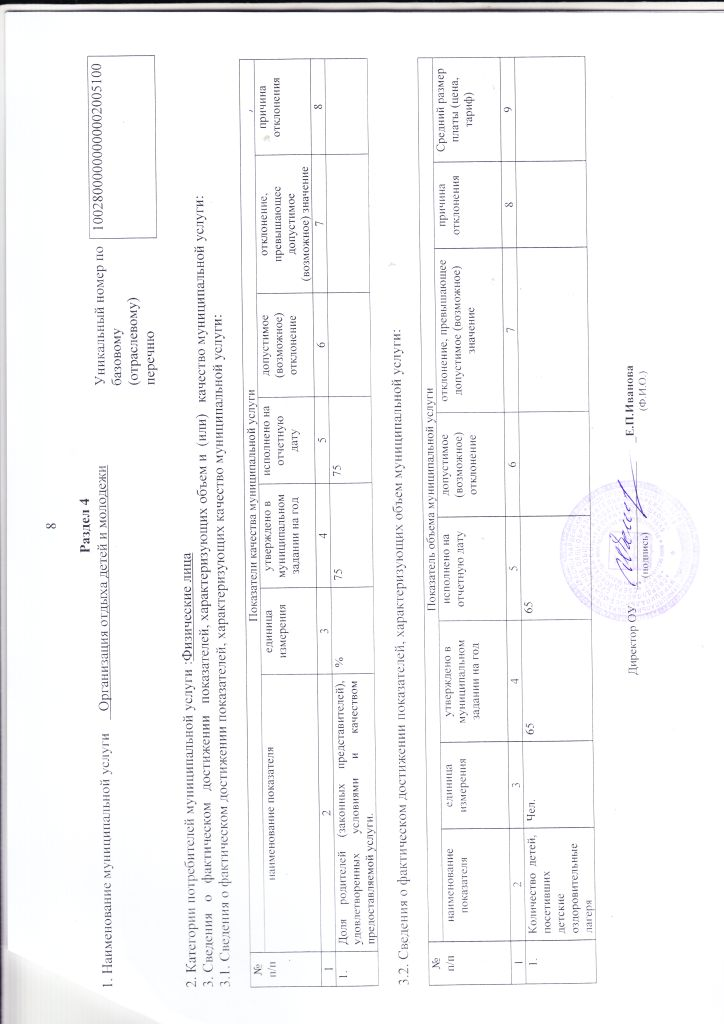 8
Раздел 4
1. Наименование муниципальной услуги _Организация отдыха детей и молодежи
Уникальный номер по
базовому
(отраслевому)
перечню
10028000000000002005100
2. Категории потребителей муниципальной услуги :Физические лица
3. Сведения о фактическом достижении показателей, характеризующих объем и (или) качество муниципальной услуги:
3.1. Сведения о фактическом достижении показателей, характеризующих качество муниципальной услуги:
№
п/п
Показатели качества муниципальной услуги
наименование показателя
единица
измерения
утверждено в
муниципальном
задании на год
исполнено на
отчетную
дату
допустимое
(возможное)
отклонение
отклонение,
превышающее
допустимое
(возможное) значение
причина
отклонения
1 2 3 4 5 6 7 8
1. Доля родителей (законных представителей), % 75 75
удовлетворенных условиями и качеством
предоставляемой услуги.
3.2. Сведения о фактическом достижении показателей, характеризующих объем муниципальной услуги:
№
п/п
Показатель объема муниципальной услуги
наименование
показателя
единица
измерения
утверждено в
муниципальном
задании на год
исполнено на
отчетную дату
допустимое
(возможное)
отклонение
отклонение, превышающее
допустимое (возможное)
значение
причина
отклонения
Средний размер
платы (цена,
тариф)
1 2 3 4 5 6 7 8 9
1. Количество детей, Чел. 65 65
посетивших
детские
оздоровительные
лагеря
Директор ОУ _Е.П.Иванова
(подпись) (Ф.И.О.)